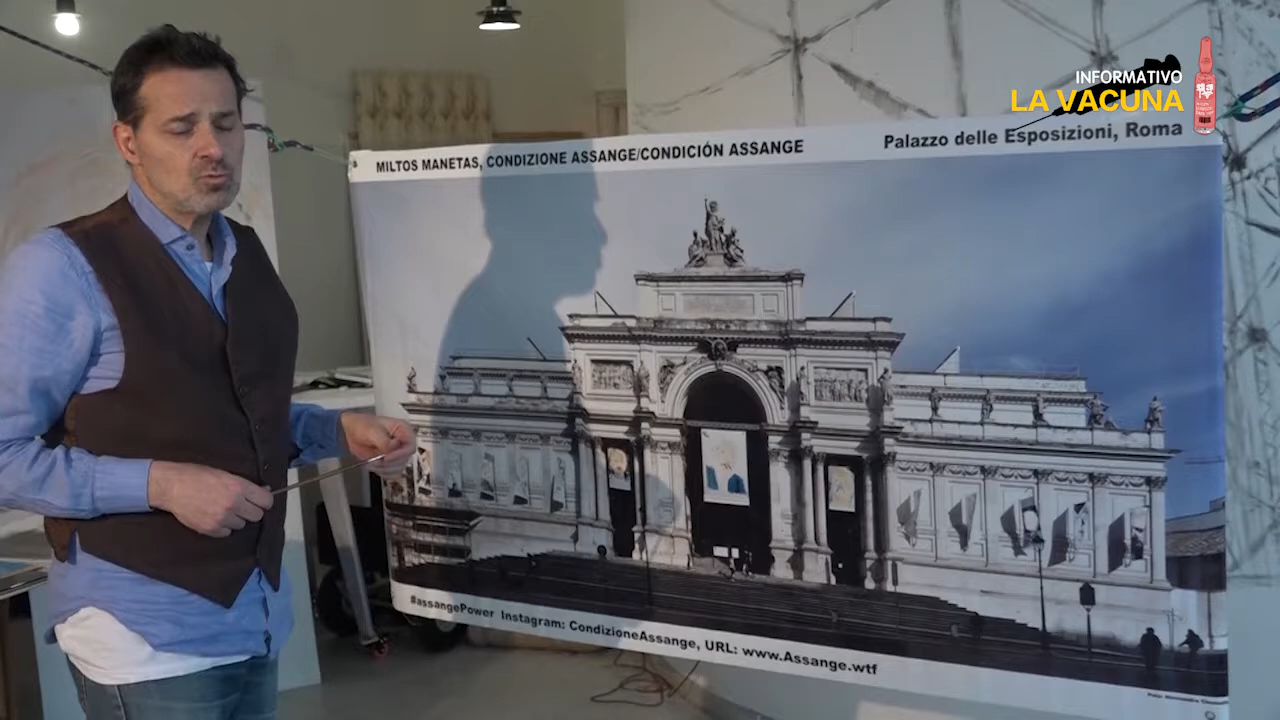 INFORMATIVO
LA VACUNA
MILTOS MANETAS, CONDIZIONE ASSANGE/CONDICIÓN ASSANGE
Palazzo delle Esposizioni, Roma
#assangePower Instagram: CondizioneAssange, URL: www.Assange.wtf